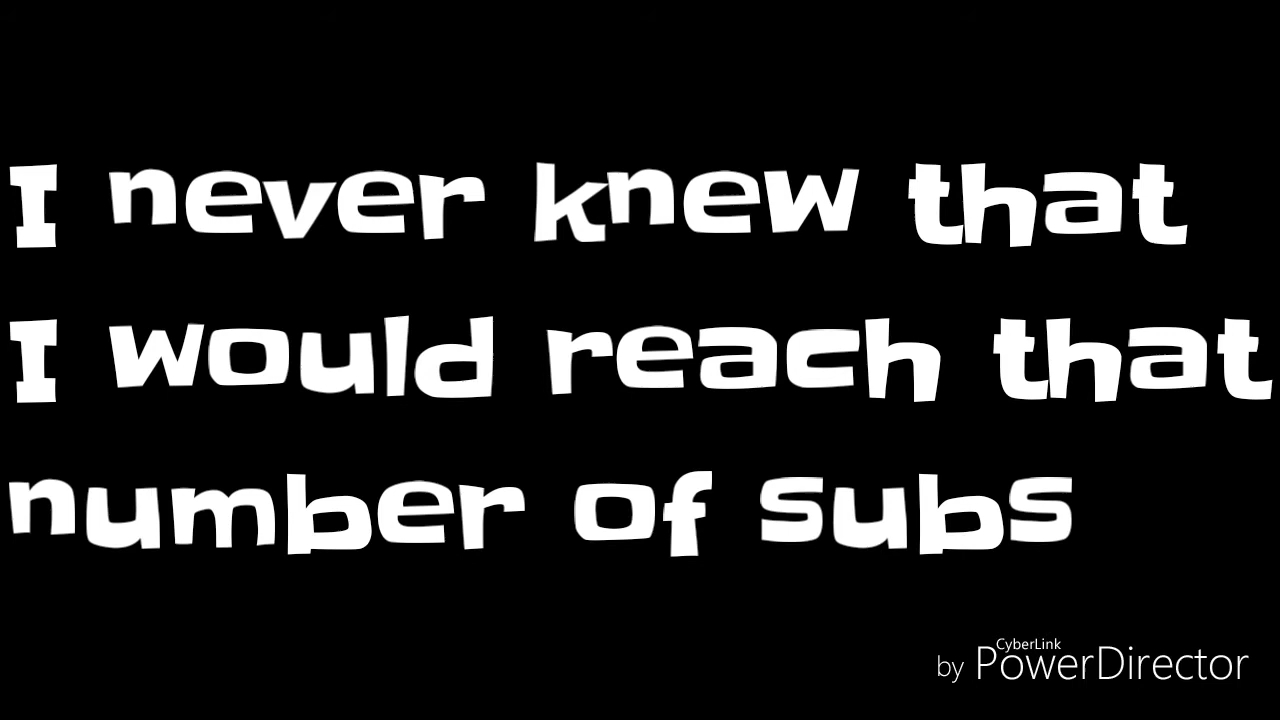 I never knew that
I would reach that
number of subs
CyberLink
by PowerDirector